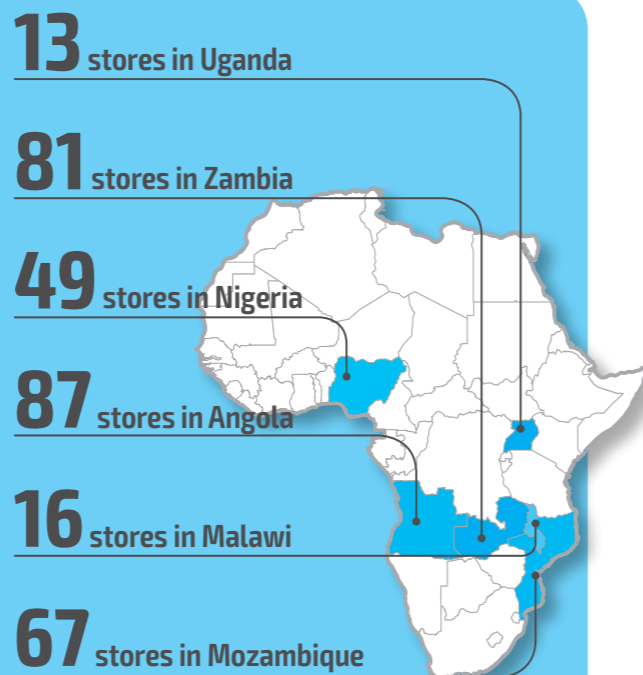 13 stores in Uganda
81 stores in Zambia
49 stores in Nigeria
87 stores in Angola
16 stores in Malawi
67 stores in Mozambique